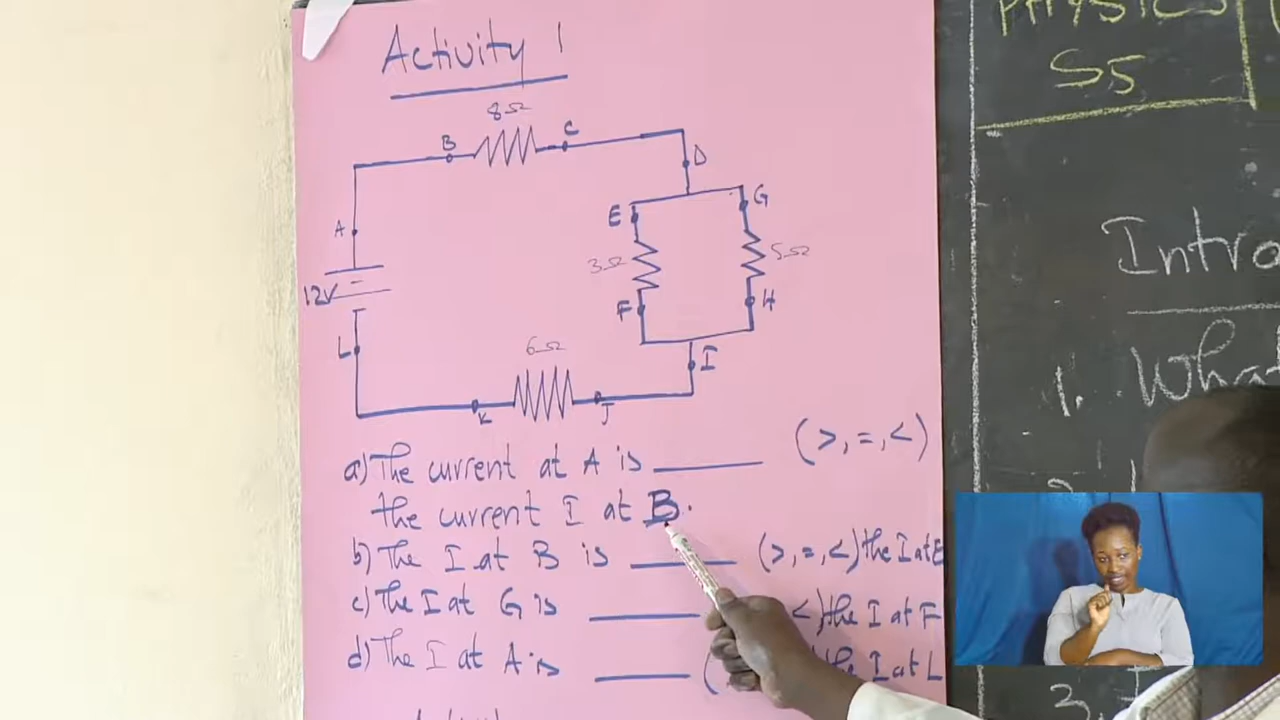 Activity 1
8Ω
B
C
D
A
E
G
3Ω
5Ω
12V
F
H
L
6Ω
I
K
J
a) The current at A is ______ (>, =, <)
the current I at B.
b) The I at B is ______ (>, =, <) the I at E
c) The I at G is ______ <) the I at F
d) The I at A is ______ ( the I at L
PHYSICS
S5
Intro
1. What
3.